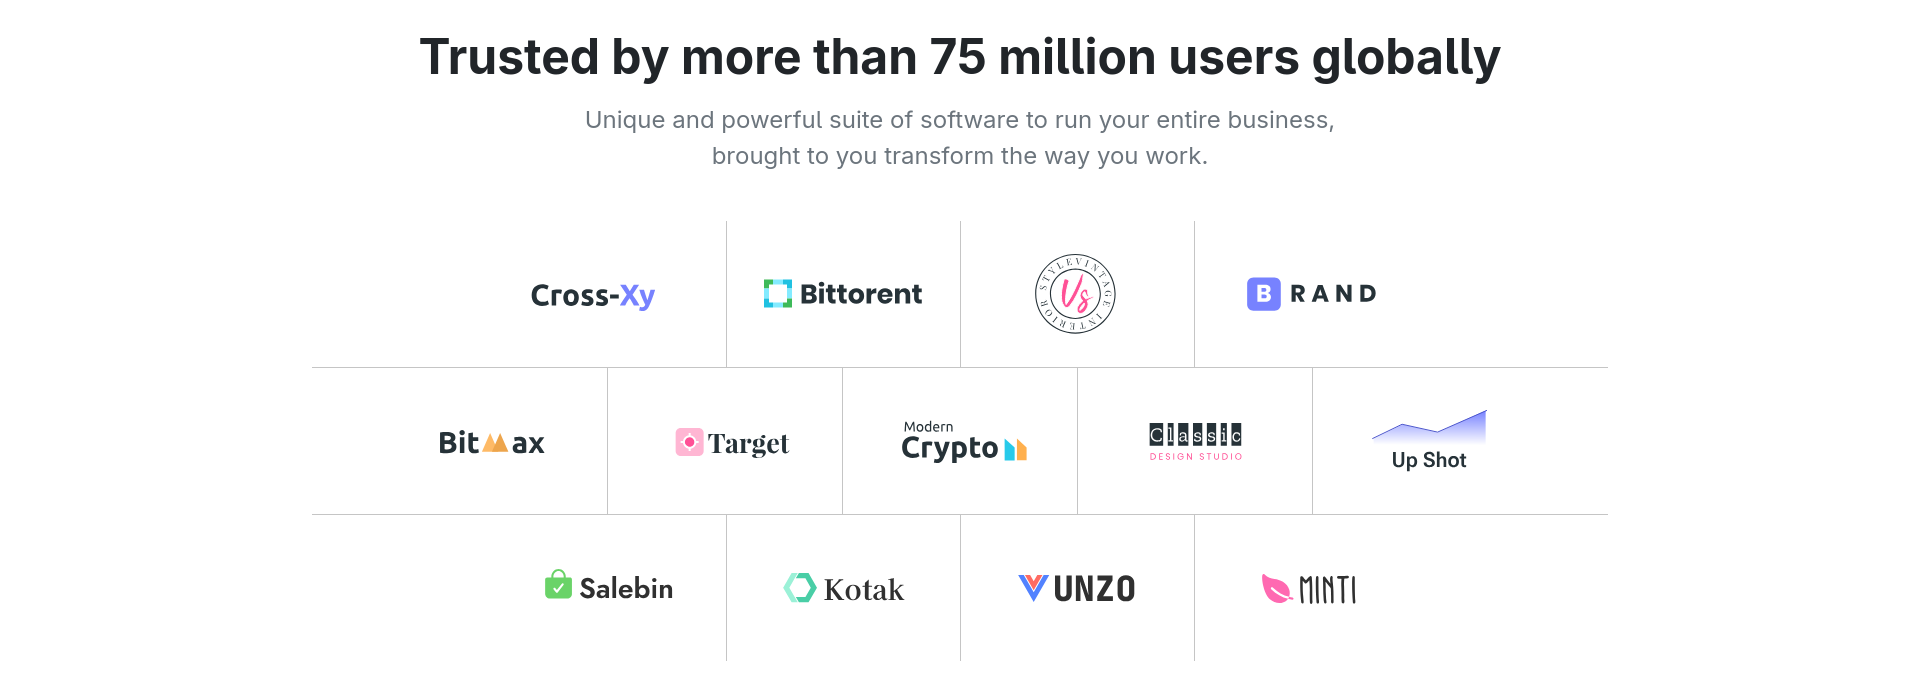 Trusted by more than 75 million users globally
Unique and powerful suite of software to run your entire business,
brought to you transform the way you work.
Cross-Xy
Bittorent
STYLEVINTAGE INTERIOR
Vs
B RAND
Bit ax
Target
Modern
Crypto
Classic
DESIGN STUDIO
Up Shot
Salebin
Kotak
UNZO
MINTI